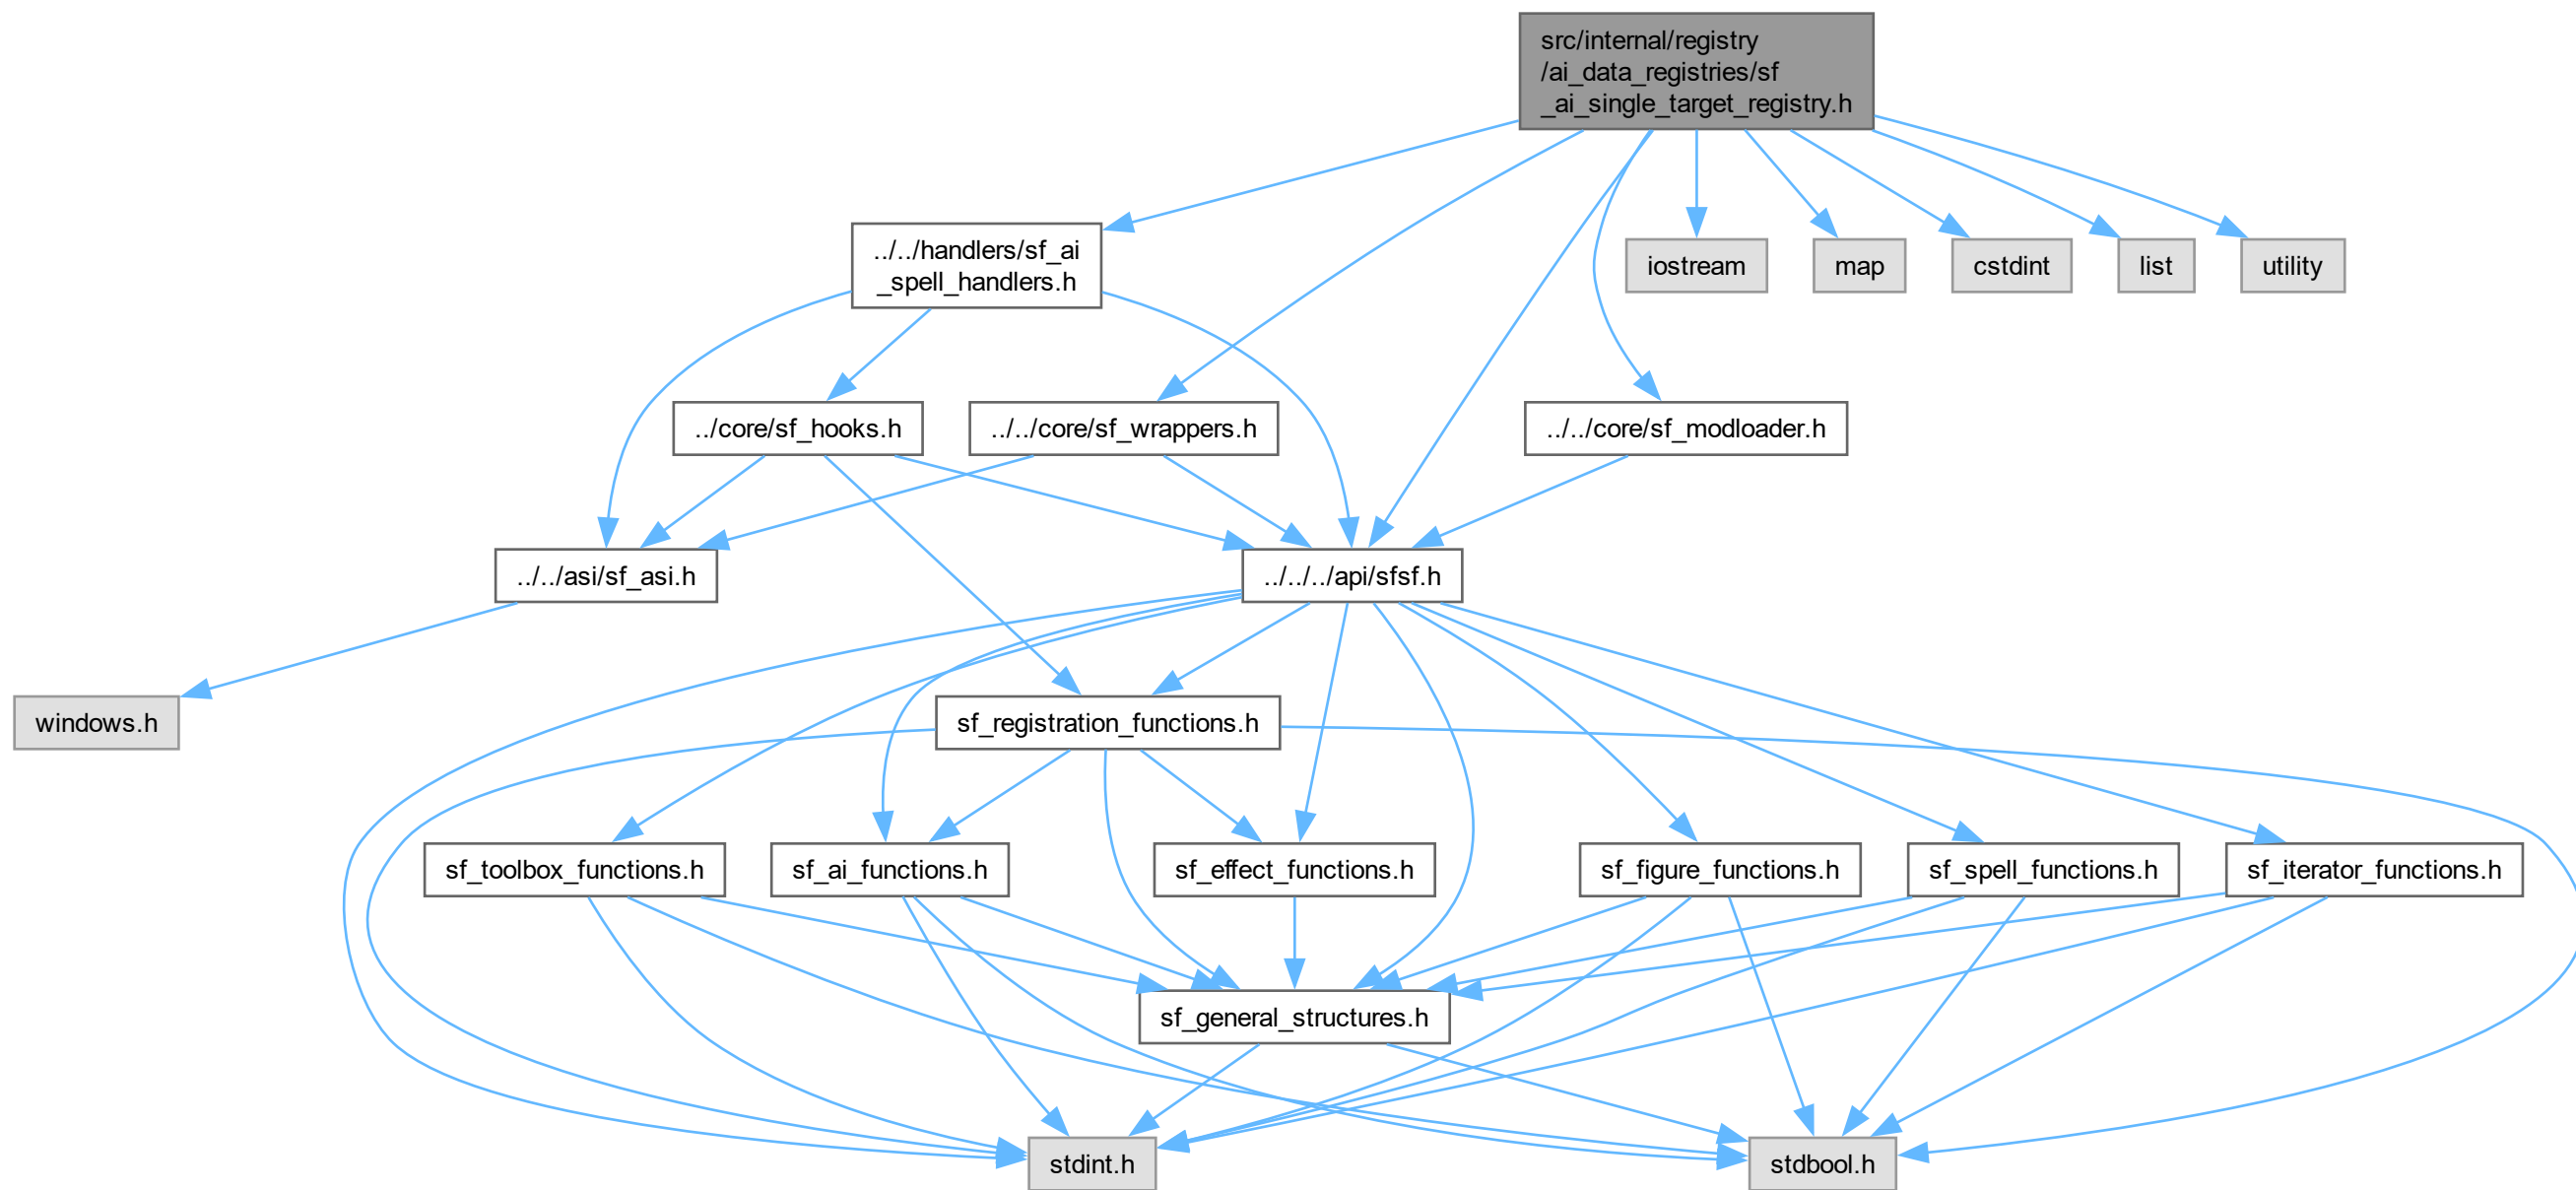 src/internal/registry
/ai_data_registries/sf
_ai_single_target_registry.h
../../handlers/sf_ai
_spell_handlers.h
iostream
map
cstdint
list
utility
../core/sf_hooks.h
../../core/sf_wrappers.h
../../core/sf_modloader.h
../../asi/sf_asi.h
../../../api/sfsf.h
windows.h
sf_registration_functions.h
sf_toolbox_functions.h
sf_ai_functions.h
sf_effect_functions.h
sf_figure_functions.h
sf_spell_functions.h
sf_iterator_functions.h
sf_general_structures.h
stdint.h
stdbool.h